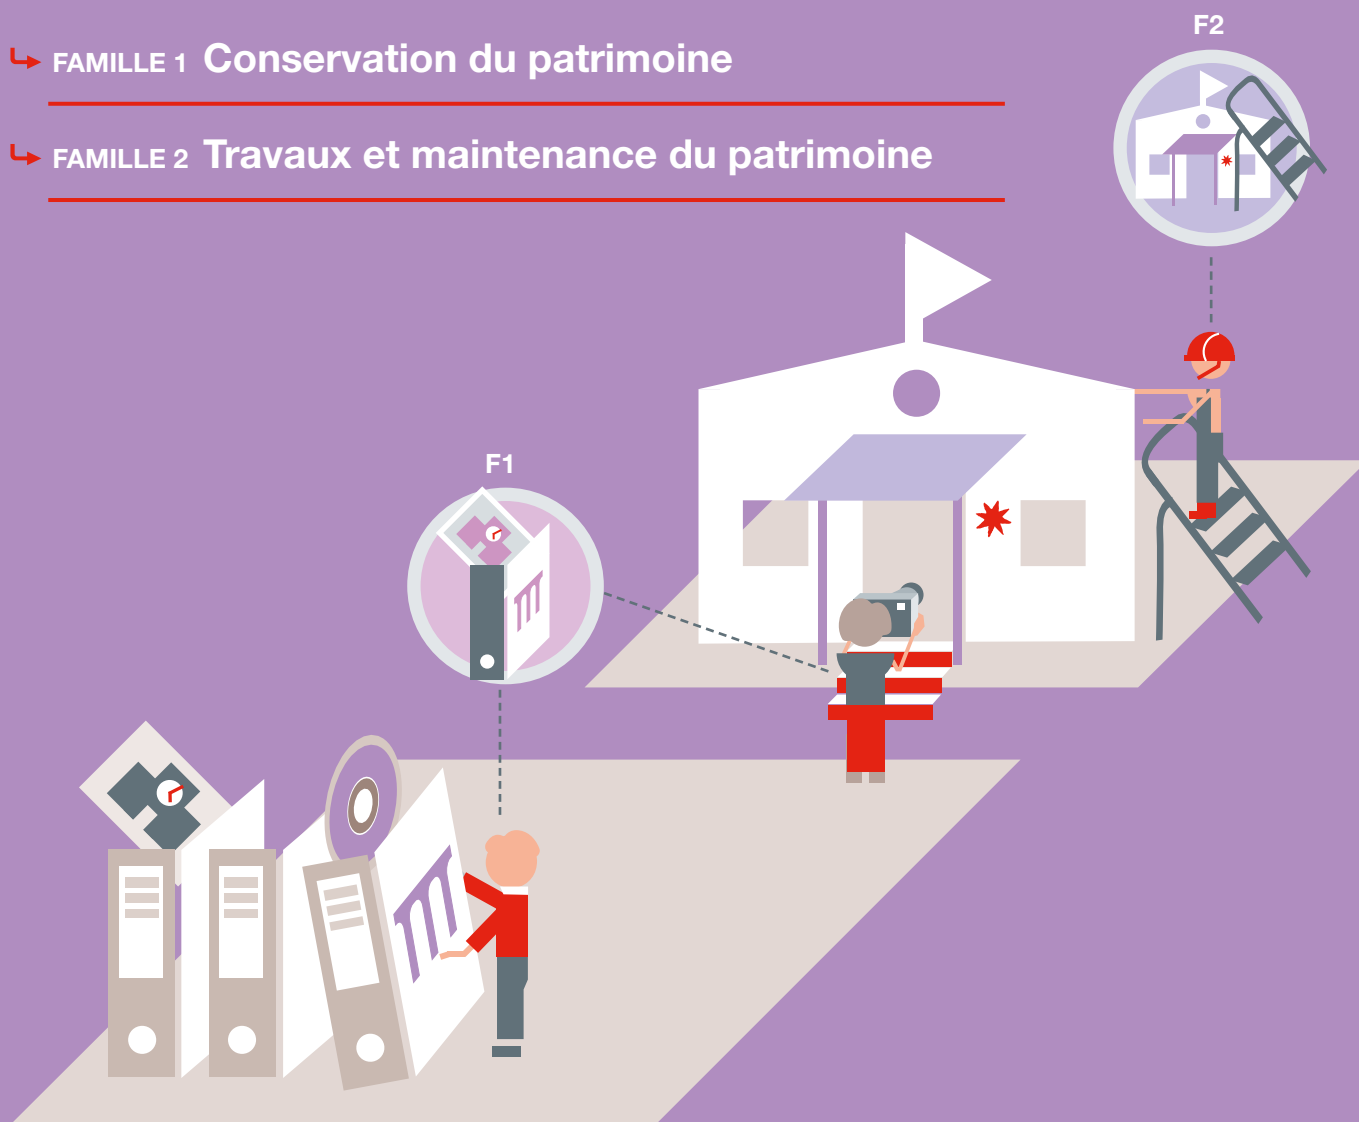 FAMILLE 1 Conservation du patrimoine
FAMILLE 2 Travaux et maintenance du patrimoine
F2
F1